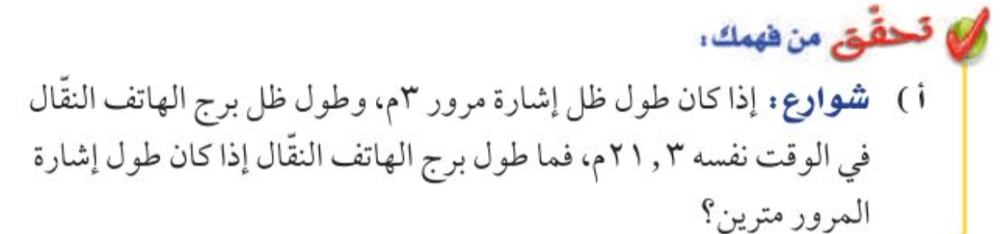 تحقّق من فهمك:
أ ) شوارع: إذا كان طول ظل إشارة مرور ٣م، وطول ظل برج الهاتف النقّال
في الوقت نفسه ٢١,٣م، فما طول برج الهاتف النقّال إذا كان طول إشارة
المرور مترين؟